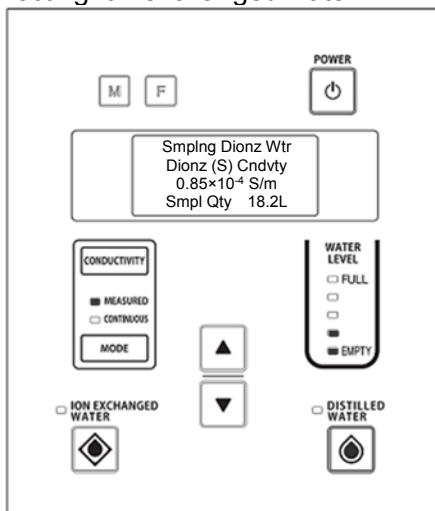 POWER
M F
Smplng Dionz Wtr
Dionz (S) Cndvty
0.85×10-4 S/m
Smpl Qty 18.2L
CONDUCTIVITY
MEASURED
CONTINUOUS
MODE
WATER
LEVEL
FULL
EMPTY
ION EXCHANGED
WATER
DISTILLED
WATER